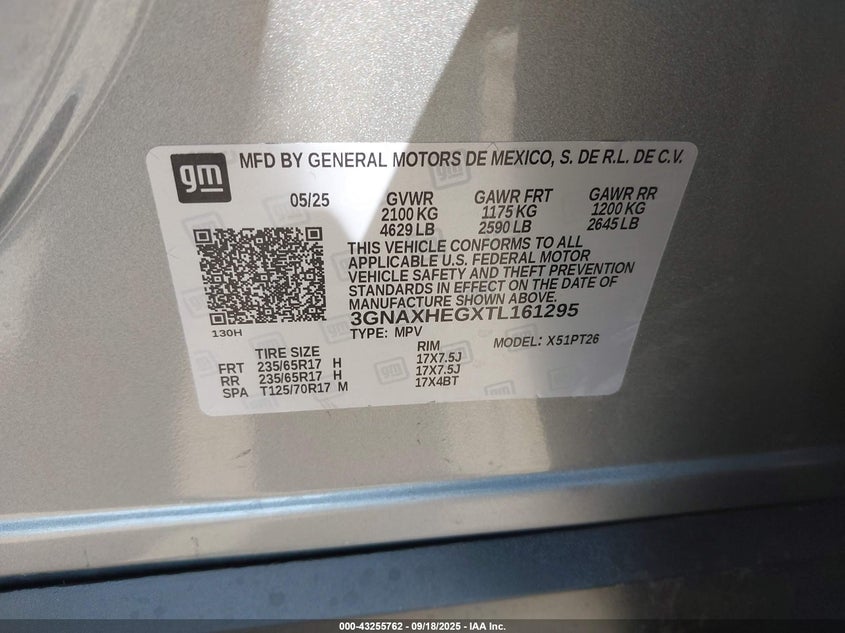 gm MFD BY GENERAL MOTORS DE MEXICO, S. DE R.L. DE C.V.
05/25 GVWR GAWR FRT GAWR RR
2100 KG 1175 KG 1200 KG
4629 LB 2590 LB 2645 LB
THIS VEHICLE CONFORMS TO ALL
APPLICABLE U.S. FEDERAL MOTOR
VEHICLE SAFETY AND THEFT PREVENTION
STANDARDS IN EFFECT ON THE DATE OF
MANUFACTURE SHOWN ABOVE.
3GNAXHEGXTL161295
130H
TYPE: MPV MODEL: X51PT26
TIRE SIZE RIM
FRT 235/65R17 H 17X7.5J
RR 235/65R17 H 17X7.5J
SPA T125/70R17 M 17X4BT
000-43255762 - 09/18/2025 - IAA Inc.